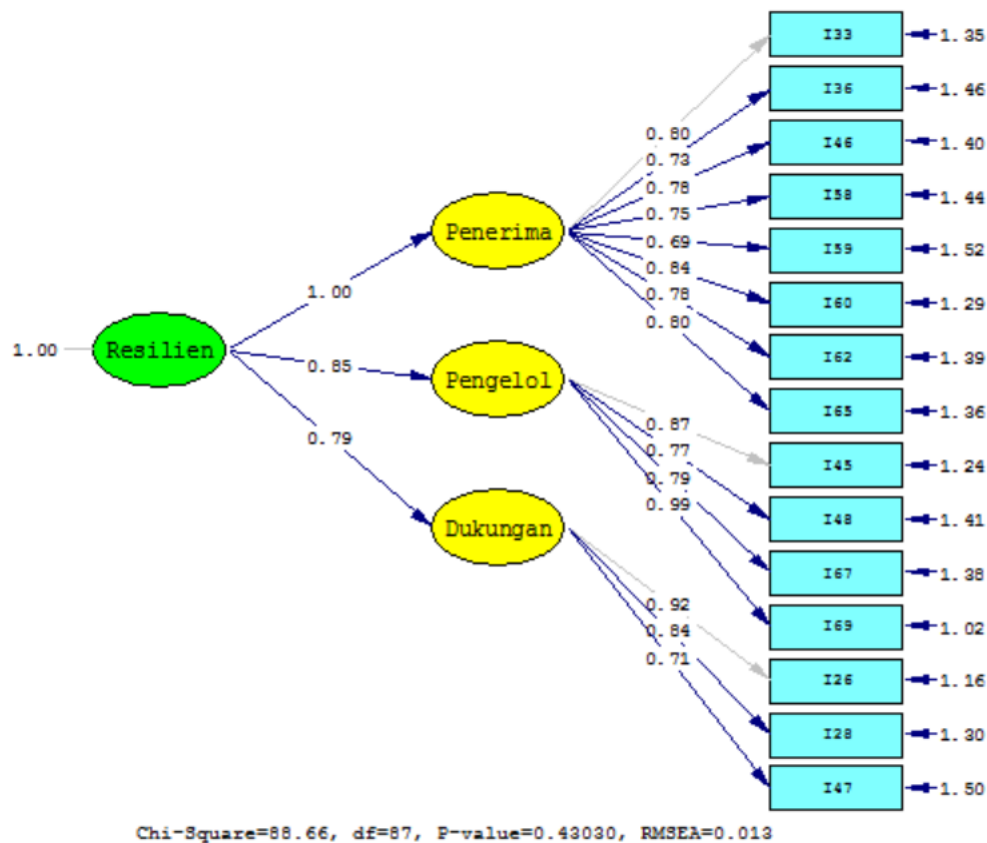 I33
1.35
I36
1.46
I46
1.40
I58
1.44
I59
1.52
I60
1.29
I62
1.39
I65
1.36
I45
1.24
I48
1.41
I67
1.38
I69
1.02
I26
1.16
I28
1.30
I47
1.50
0.80
0.73
0.78
0.75
0.69
0.84
0.78
0.80
Penerima
1.00
1.00
Resilien
0.85
Pengelol
0.87
0.77
0.79
0.99
0.79
Dukungan
0.92
0.84
0.71
Chi-Square=88.66, df=87, P-value=0.43030, RMSEA=0.013